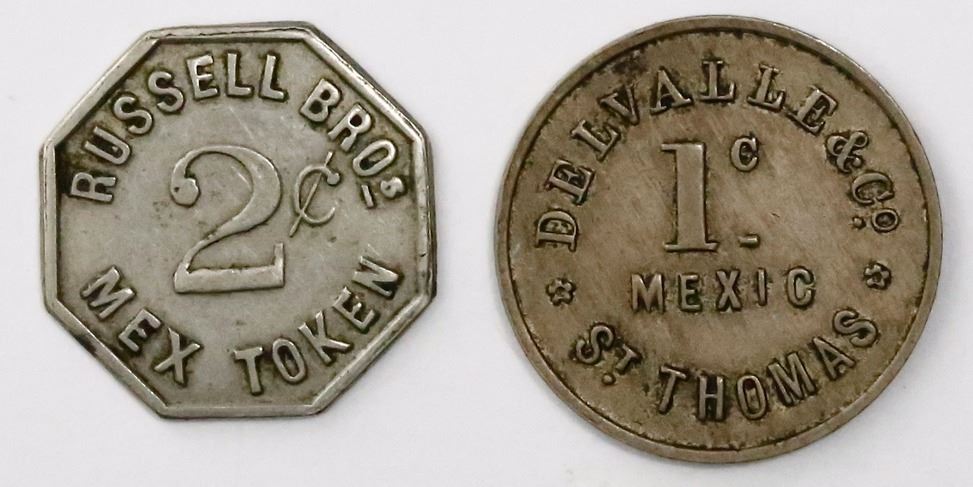 RUSSELL BROS
2¢
MEX TOKEN
DELVALLE & Co.
1c
MEXIC
ST. THOMAS